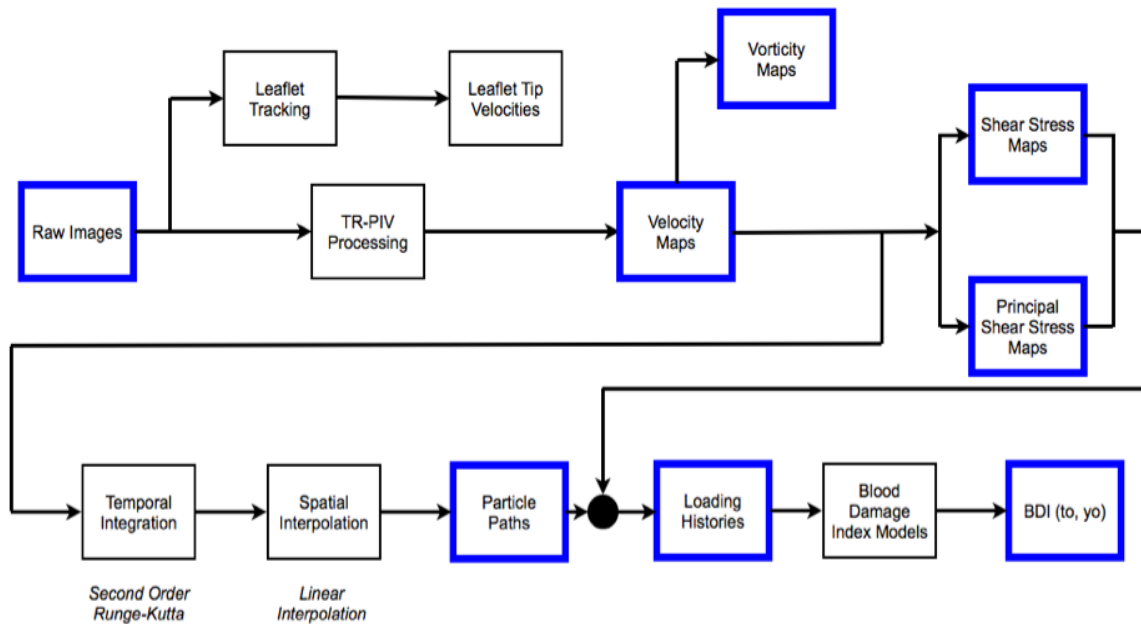 Vorticity
Maps
Leaflet
Tracking
Leaflet Tip
Velocities
Shear Stress
Maps
Raw Images
TR-PIV
Processing
Velocity
Maps
Principal
Shear Stress
Maps
Temporal
Integration
Spatial
Interpolation
Particle
Paths
Loading
Histories
Blood
Damage
Index Models
BDI (to, yo)
Second Order
Runge-Kutta
Linear
Interpolation